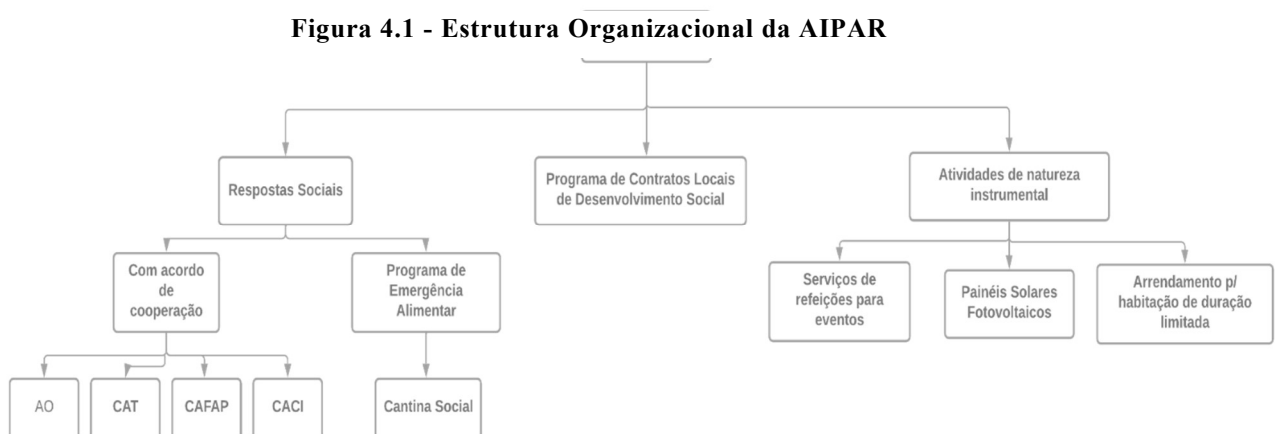 Figura 4.1 - Estrutura Organizacional da AIPAR
Respostas Sociais
Programa de Contratos Locais
de Desenvolvimento Social
Atividades de natureza
instrumental
Com acordo
de
cooperação
Programa de
Emergência
Alimentar
Serviços de
refeições para
eventos
Painéis Solares
Fotovoltaicos
Arrendamento p/
habitação de duração
limitada
AO
CAT
CAFAP
CACI
Cantina Social